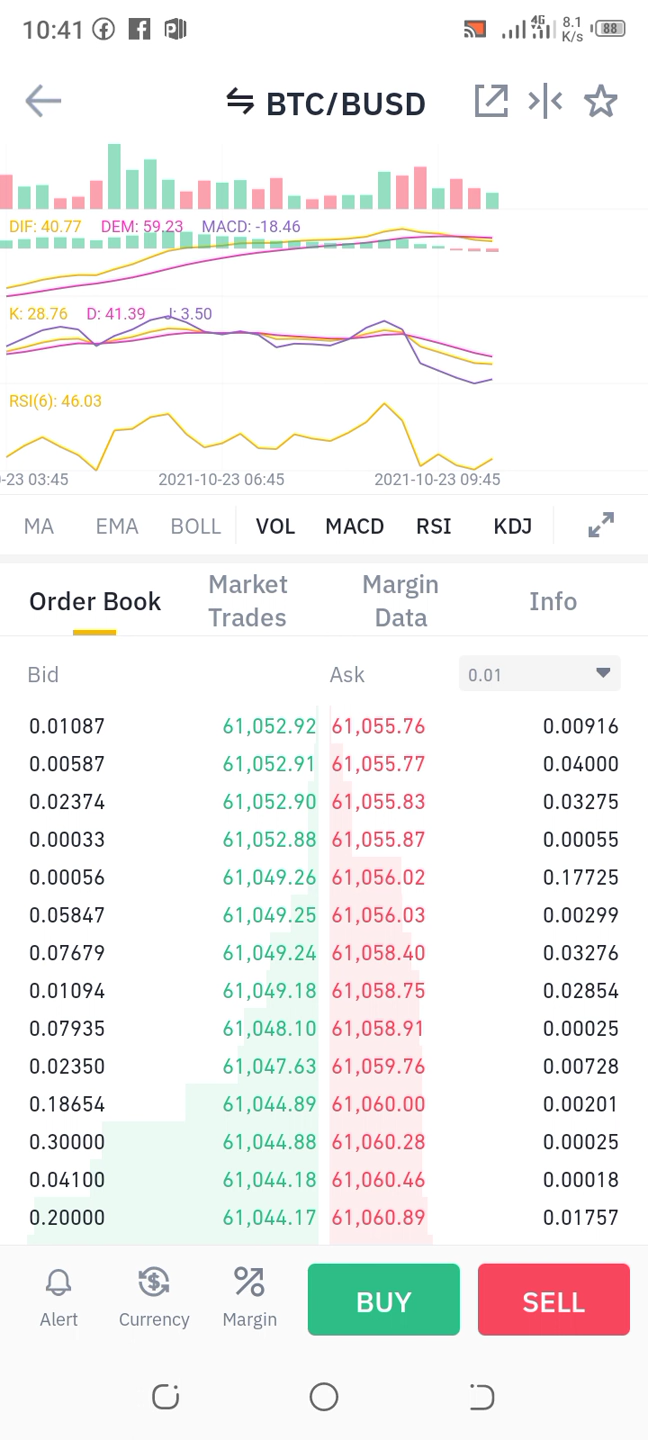 10:41
4G
8.1
K/s
88
BTC/BUSD
DIF: 40.77 DEM: 59.23 MACD: -18.46
K: 28.76 D: 41.39 J: 3.50
RSI(6): 46.03
-23 03:45 2021-10-23 06:45 2021-10-23 09:45
MA EMA BOLL VOL MACD RSI KDJ
Order Book
Market
Trades
Margin
Data
Info
Bid Ask 0.01
0.01087 61,052.92 61,055.76 0.00916
0.00587 61,052.91 61,055.77 0.04000
0.02374 61,052.90 61,055.83 0.03275
0.00033 61,052.88 61,055.87 0.00055
0.00056 61,049.26 61,056.02 0.17725
0.05847 61,049.25 61,056.03 0.00299
0.07679 61,049.24 61,058.40 0.03276
0.01094 61,049.18 61,058.75 0.02854
0.07935 61,048.10 61,058.91 0.00025
0.02350 61,047.63 61,059.76 0.00728
0.18654 61,044.89 61,060.00 0.00201
0.30000 61,044.88 61,060.28 0.00025
0.04100 61,044.18 61,060.46 0.00018
0.20000 61,044.17 61,060.89 0.01757
Alert Currency Margin BUY SELL